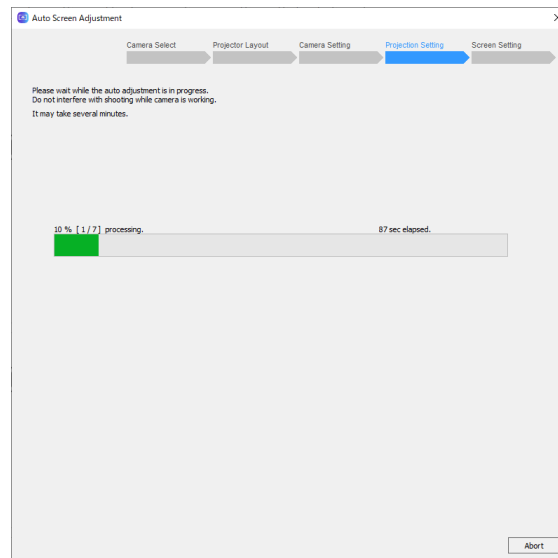 Auto Screen Adjustment
Camera Select
Projector Layout
Camera Setting
Projection Setting
Screen Setting
Please wait while the auto adjustment is in progress.
Do not interfere with shooting while camera is working.
It may take several minutes.
10 % [ 1 / 7 ] processing.
87 sec elapsed.
Abort